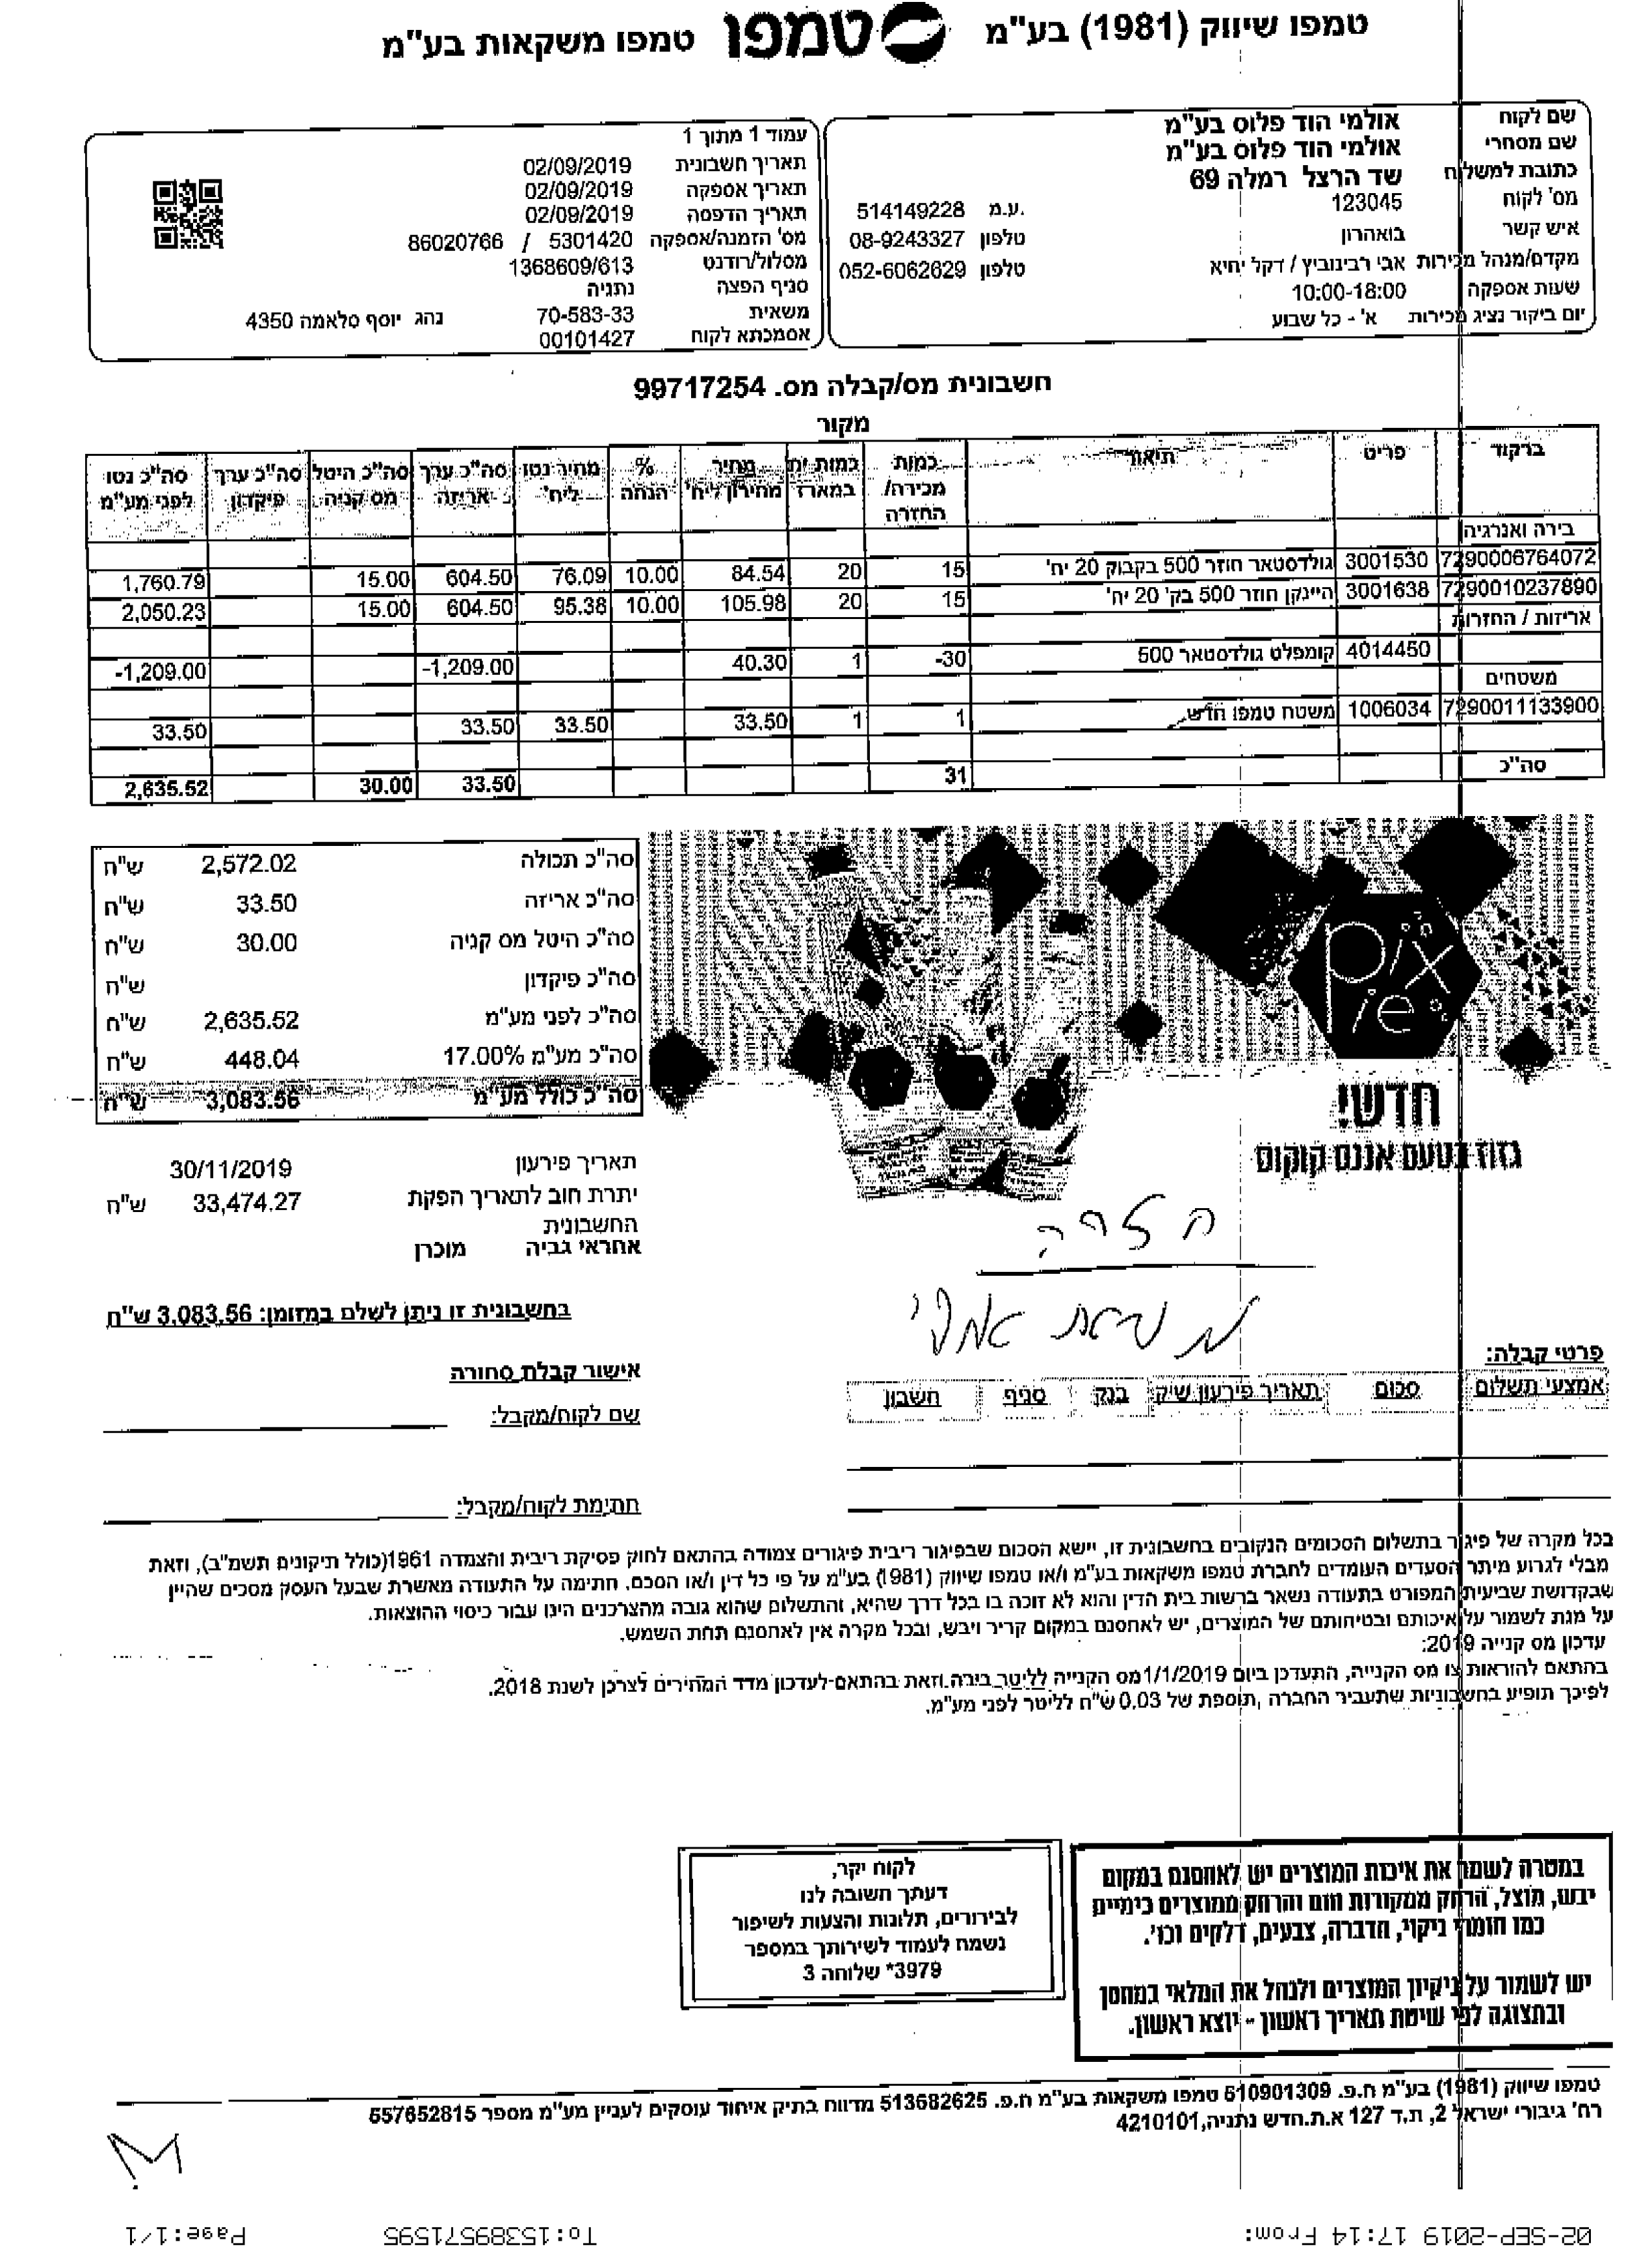 טמפו שיווק (1981) בע"מ טמפו טמפו משקאות בע"מ
שם לקוח אולמי הוד פלוס בע"מ
שם מסחרי אולמי הוד פלוס בע"מ
כתובת למשלוח שד הרצל רמלה 69
מס' לקוח 123045 ע.מ. 514149228
איש קשר בואהרון טלפון 08-9243327
מקדם/מנהל מכירות אבי רבינוביץ / דקל יחיא טלפון 052-6062629
שעות אספקה 10:00-18:00
יום ביקור נציג מכירות א' - כל שבוע
עמוד 1 מתוך 1
תאריך חשבונית 02/09/2019
תאריך אספקה 02/09/2019
תאריך הדפסה 02/09/2019
מס' הזמנה/אספקה 5301420 / 86020766
מסלול/רודנט 1368609/613
סניף הפצה נתניה
משאית 70-583-33 נהג יוסף סלאמה 4350
אסמכתא לקוח 00101427
חשבונית מס/קבלה מס. 99717254
מקור
ברקוד פריט תיאור כמות מכירה/ החזרה כמות יח' במארז מחיר מחירון ליח' % הנחה מחיר נטו ליח' סה"כ ערך אריזה סה"כ היטל מס קניה סה"כ ערך פיקדון סה"כ נטו לפני מע"מ
בירה ואנרגיה
7290006764072 3001530 גולדסטאר חוזר 500 בקבוק 20 יח' 15 20 84.54 10.00 76.09 604.50 15.00 1,760.79
7290010237890 3001638 היינקן חוזר 500 בק' 20 יח' 15 20 105.98 10.00 95.38 604.50 15.00 2,050.23
אריזות / החזרות
4014450 קומפלט גולדסטאר 500 -30 1 40.30 -1,209.00 -1,209.00
משטחים
7290011133900 1006034 משטח טמפו חדש 1 1 33.50 33.50 33.50 33.50
סה"כ 31 33.50 30.00 2,635.52
סה"כ תכולה 2,572.02 ש"ח
סה"כ אריזה 33.50 ש"ח
סה"כ היטל מס קניה 30.00 ש"ח
סה"כ פיקדון ש"ח
סה"כ לפני מע"מ 2,635.52 ש"ח
סה"כ מע"מ 17.00% 448.04 ש"ח
סה"כ כולל מע"מ 3,083.56 ש"ח
pix
ie
חדש!
גזוז בטעם אננס קוקוס
תאריך פירעון 30/11/2019
יתרת חוב לתאריך הפקת 33,474.27 ש"ח
החשבונית
אחראי גביה מוכרן
חזרה
בחשבונית זו ניתן לשלם במזומן: 3,083.56 ש"ח
פרטי קבלה:
אמצעי תשלום סכום תאריך פירעון שיק בנק סניף חשבון
אישור קבלת סחורה
שם לקוח/מקבל:
חתימת לקוח/מקבל:
בכל מקרה של פיגור בתשלום הסכומים הנקובים בחשבונית זו, יישא הסכום שבפיגור ריבית פיגורים צמודה בהתאם לחוק פסיקת ריבית והצמדה 1961(כולל תיקונים תשמ"ב), וזאת
מבלי לגרוע מיתר הסעדים העומדים לחברת טמפו משקאות בע"מ ו/או טמפו שיווק (1981) בע"מ על פי כל דין ו/או הסכם. חתימה על התעודה מאשרת שבעל העסק מסכים שהיין
שבקדושת שביעית המפורט בתעודה נשאר ברשות בית הדין והוא לא זוכה בו בכל דרך שהיא, והתשלום שהוא גובה מהצרכנים הינו עבור כיסוי ההוצאות.
על מנת לשמור על איכותם ובטיחותם של המוצרים, יש לאחסנם במקום קריר ויבש, ובכל מקרה אין לאחסנם תחת השמש.
עדכון מס קנייה 2019:
בהתאם להוראות צו מס הקנייה, התעדכן ביום 1/1/2019 מס הקנייה לליטר בירה וזאת בהתאם לעדכון מדד המחירים לצרכן לשנת 2018.
לפיכך תופיע בחשבוניות שתעביר החברה ,תוספת של 0.03 ש"ח לליטר לפני מע"מ.
במטרה לשמר את איכות המוצרים יש לאחסנם במקום
יבש, מוצל, הרחק ממקורות חום והרחק ממוצרים כימיים
כמו חומרי ניקוי, הדברה, צבעים, דלקים וכו'.
יש לשמור על ניקיון המוצרים ולנהל את המלאי במחסן
ובתצוגה לפי שיטת תאריך ראשון - יוצא ראשון.
לקוח יקר,
דעתך חשובה לנו
לבירורים, תלונות והצעות לשיפור
נשמח לעמוד לשירותך במספר
3979* שלוחה 3
טמפו שיווק (1981) בע"מ ח.פ. 510901309 טמפו משקאות בע"מ ח.פ. 513682625 מדווח בתיק איחוד עוסקים לעניין מע"מ מספר 557652815
רח' גיבורי ישראל 2, ת.ד 127 א.ת.חדש נתניה,4210101
02-SEP-2019 17:14 From: To:15389571595 Page:1/1